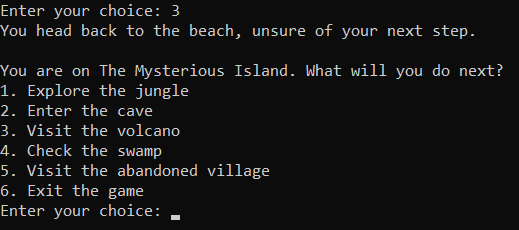 Enter your choice: 3
You head back to the beach, unsure of your next step.
You are on The Mysterious Island. What will you do next?
1. Explore the jungle
2. Enter the cave
3. Visit the volcano
4. Check the swamp
5. Visit the abandoned village
6. Exit the game
Enter your choice: